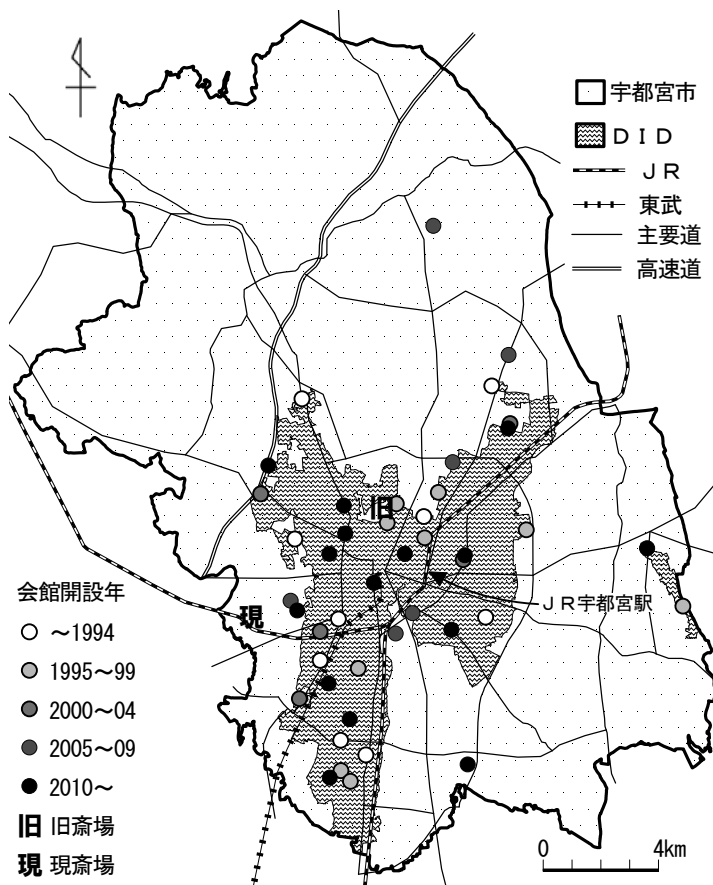 宇都宮市
ＤＩＤ
ＪＲ
東武
主要道
高速道
旧
ＪＲ宇都宮駅
現
会館開設年
～1994
1995～99
2000～04
2005～09
2010～
旧 旧斎場
現 現斎場
0 4km